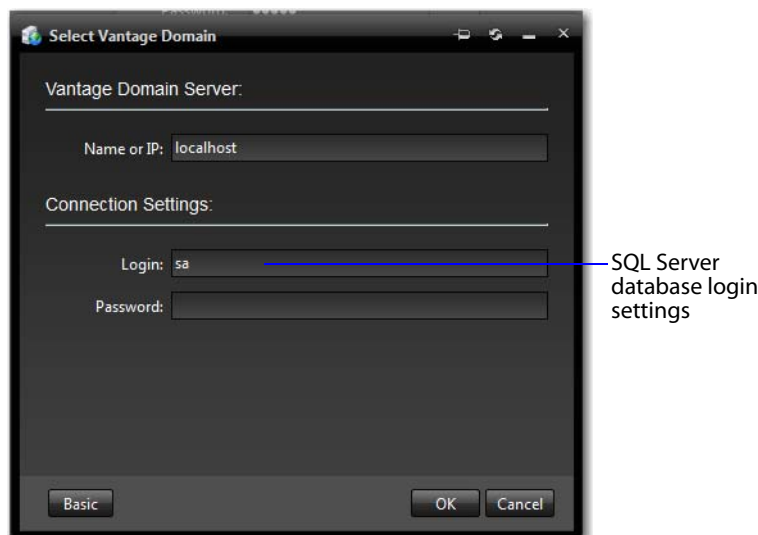 Password:
Select Vantage Domain
Vantage Domain Server:
Name or IP: localhost
Connection Settings:
Login: sa
SQL Server
database login
settings
Password:
Basic
OK
Cancel